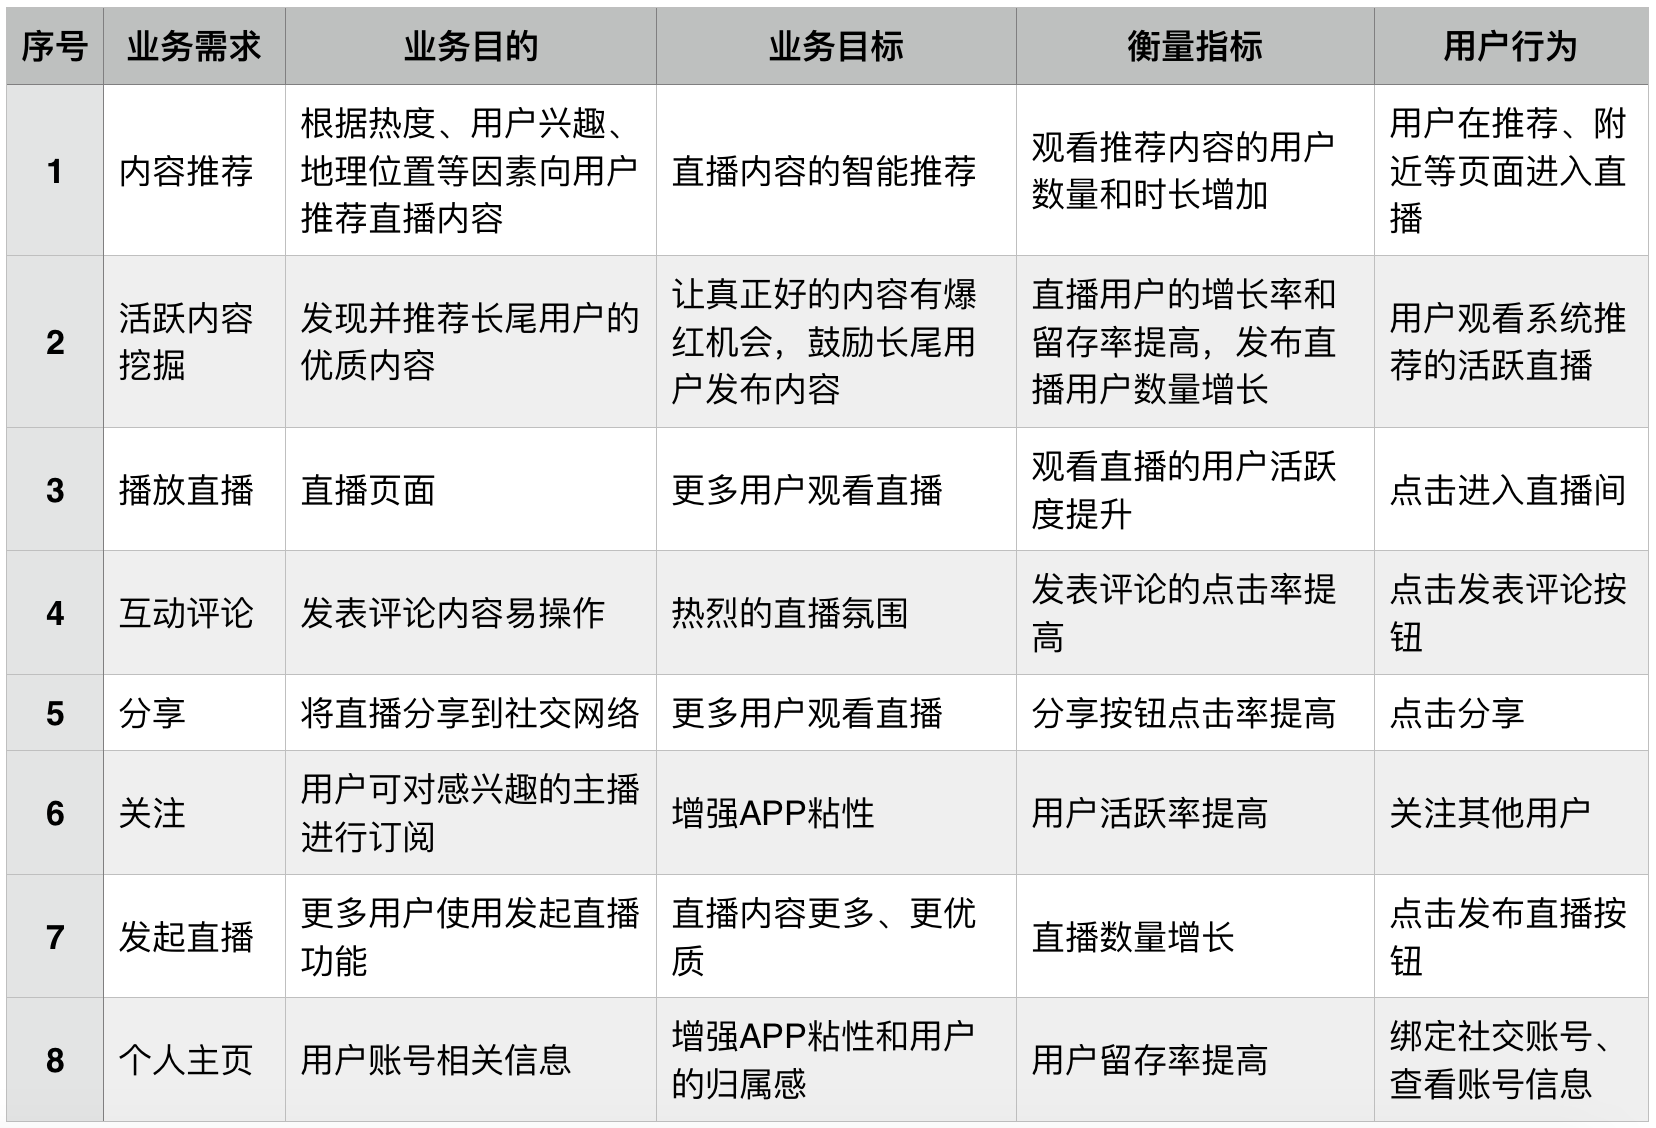 序号 业务需求 业务目的 业务目标 衡量指标 用户行为
1
内容推荐
根据热度、用户兴趣、
地理位置等因素向用户
推荐直播内容
直播内容的智能推荐
观看推荐内容的用户
数量和时长增加
用户在推荐、附
近等页面进入直
播
2
活跃内容
挖掘
发现并推荐长尾用户的
优质内容
让真正好的内容有爆
红机会，鼓励长尾用
户发布内容
直播用户的增长率和
留存率提高，发布直
播用户数量增长
用户观看系统推
荐的活跃直播
3
播放直播
直播页面
更多用户观看直播
观看直播的用户活跃
度提升
点击进入直播间
4
互动评论
发表评论内容易操作
热烈的直播氛围
发表评论的点击率提
高
点击发表评论按
钮
5
分享
将直播分享到社交网络
更多用户观看直播
分享按钮点击率提高
点击分享
6
关注
用户可对感兴趣的主播
进行订阅
增强APP粘性
用户活跃率提高
关注其他用户
7
发起直播
更多用户使用发起直播
功能
直播内容更多、更优
质
直播数量增长
点击发布直播按
钮
8
个人主页
用户账号相关信息
增强APP粘性和用户
的归属感
用户留存率提高
绑定社交账号、
查看账号信息